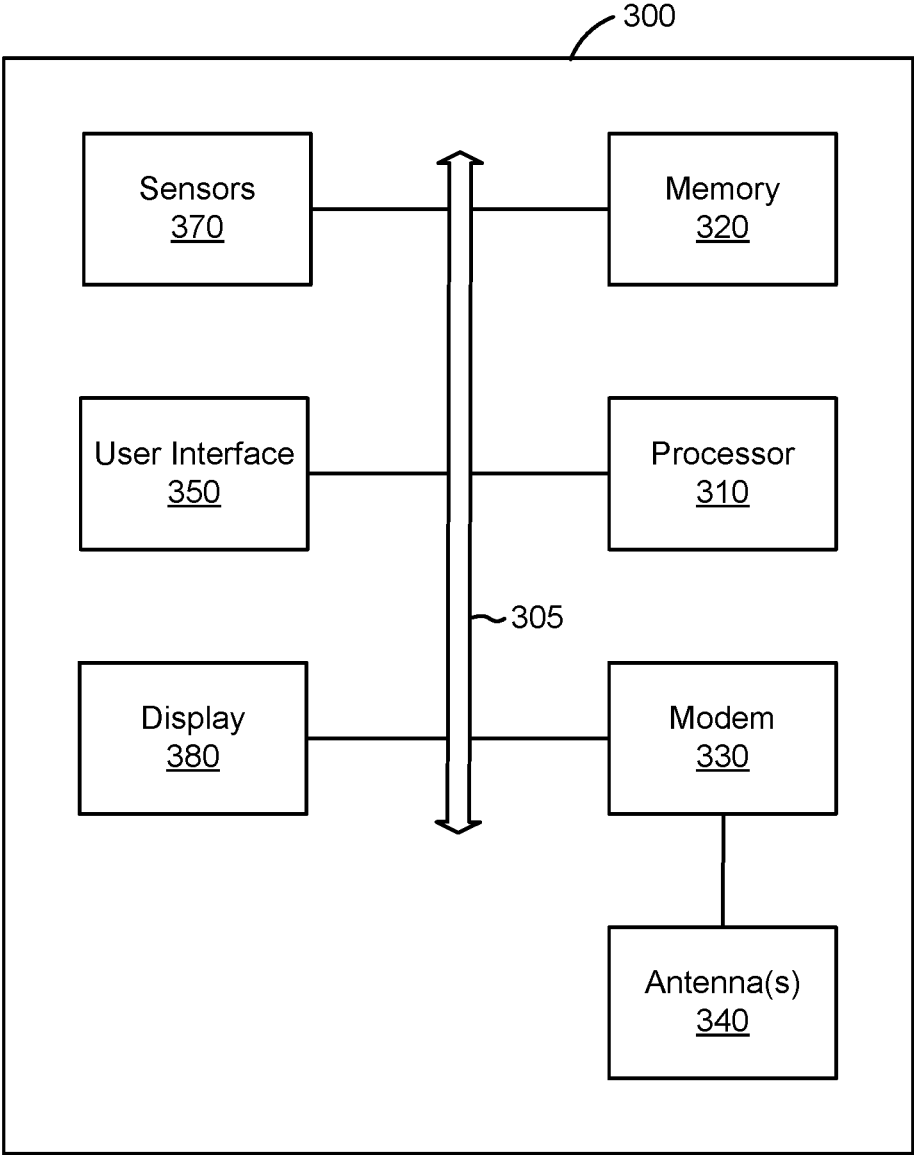 300
Sensors
370
Memory
320
User Interface
350
Processor
310
305
Display
380
Modem
330
Antenna(s)
340